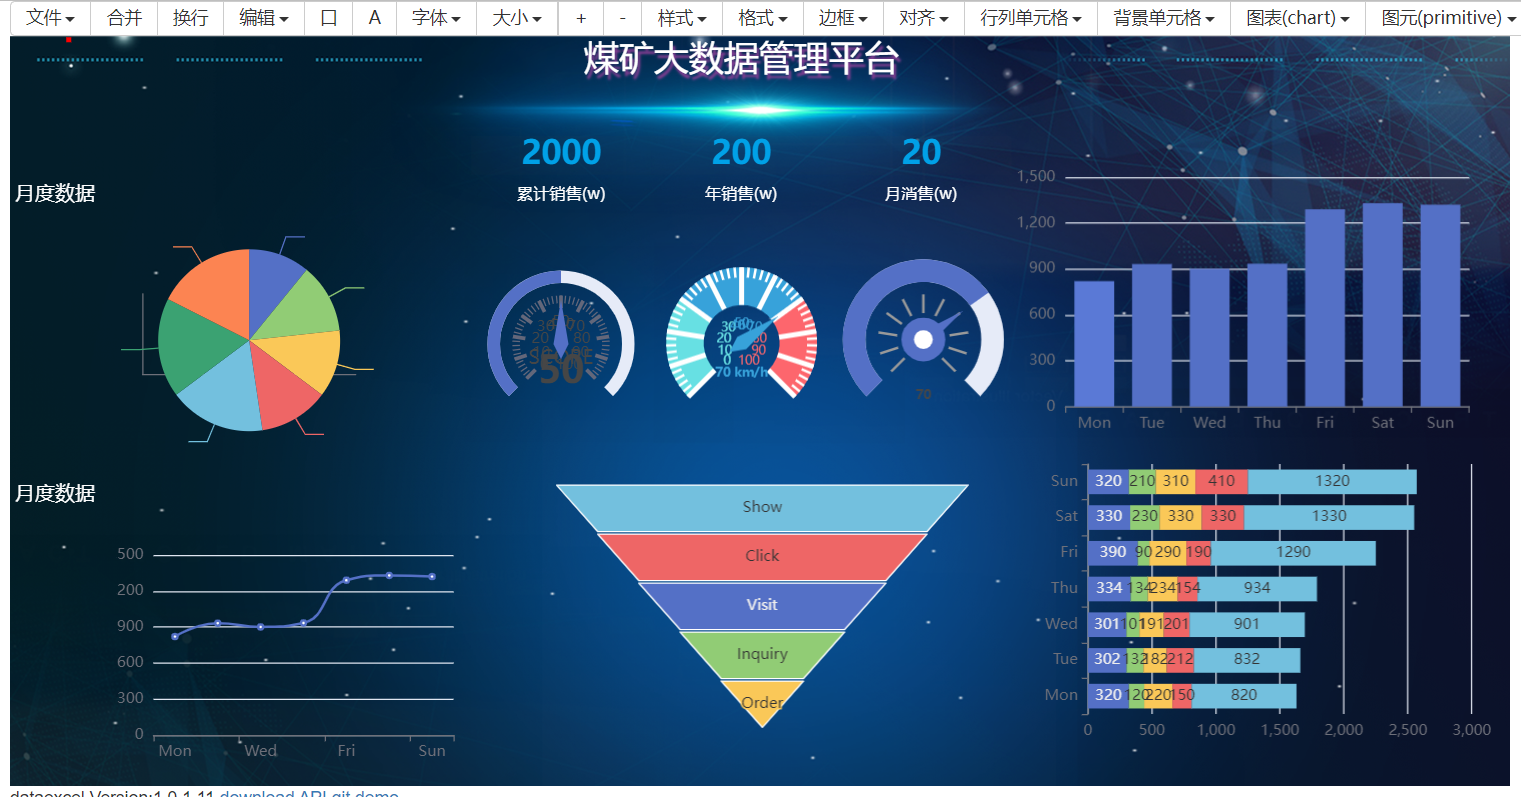 文件 合并 换行 编辑 口 A 字体 大小 + - 样式 格式 边框 对齐 行列单元格 背景单元格 图表(chart) 图元(primitive)
煤矿大数据管理平台
2000 200 20
累计销售(w) 年销售(w) 月消售(w)
月度数据
50
30 70
20 80
10 90
0 100
70 km/h
70
1,500
1,200
900
600
300
0
Mon Tue Wed Thu Fri Sat Sun
月度数据
500
200
900
600
300
0
Mon Wed Fri Sun
Show
Click
Visit
Inquiry
Order
Sun 320 210 310 410 1320
Sat 330 230 330 330 1330
Fri 390 90 290 190 1290
Thu 334 134 234 154 934
Wed 301 101 191 201 901
Tue 302 132 182 212 832
Mon 320 120 220 150 820
0 500 1,000 1,500 2,000 2,500 3,000
dataexcel Version:1.0.1.11 download API git demo